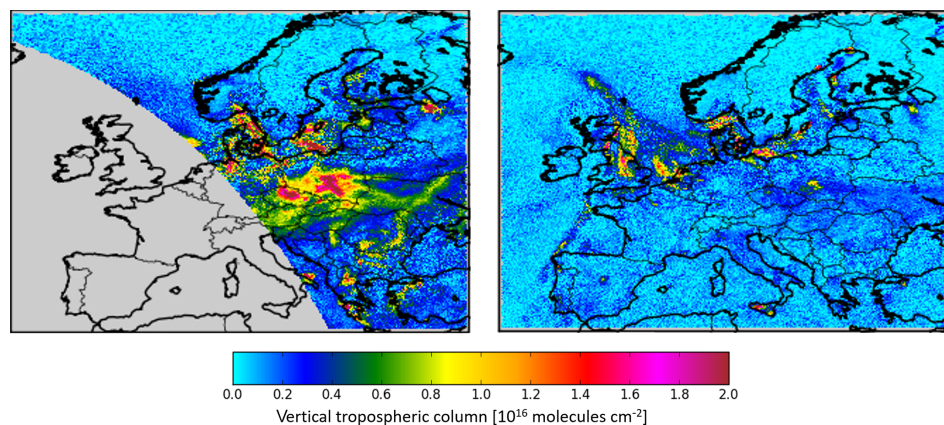 0.0 0.2 0.4 0.6 0.8 1.0 1.2 1.4 1.6 1.8 2.0
Vertical tropospheric column [10¹⁶ molecules cm⁻²]